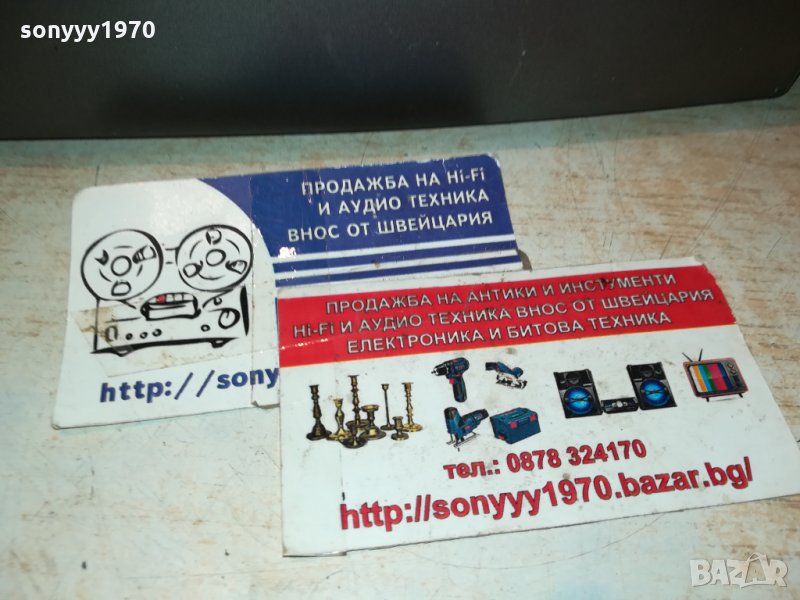 sonyyy1970
ПРОДАЖБА НА Hi-Fi
И АУДИО ТЕХНИКА
ВНОС ОТ ШВЕЙЦАРИЯ
http://sony
ПРОДАЖБА НА АНТИКИ И ИНСТУМЕНТИ
Hi-Fi И АУДИО ТЕХНИКА ВНОС ОТ ШВЕЙЦАРИЯ
ЕЛЕКТРОНИКА И БИТОВА ТЕХНИКА
тел.: 0878 324170
http://sonyyy1970.bazar.bg/
BAZAR